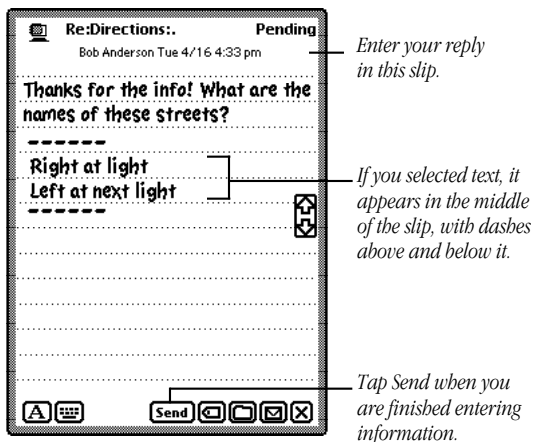 Re:Directions:. Pending
Bob Anderson Tue 4/16 4:33 pm
Enter your reply
in this slip.
Thanks for the info! What are the
names of these streets?
------
Right at light
Left at next light
------
If you selected text, it
appears in the middle
of the slip, with dashes
above and below it.
A
Send
Tap Send when you
are finished entering
information.